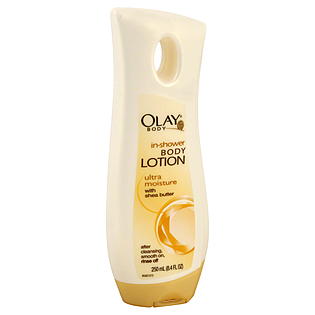 OLAY
BODY
in-shower
BODY
LOTION
ultra
moisture
with
shea butter
after
cleansing,
smooth on,
rinse off
250 mL (8.4 FL OZ)